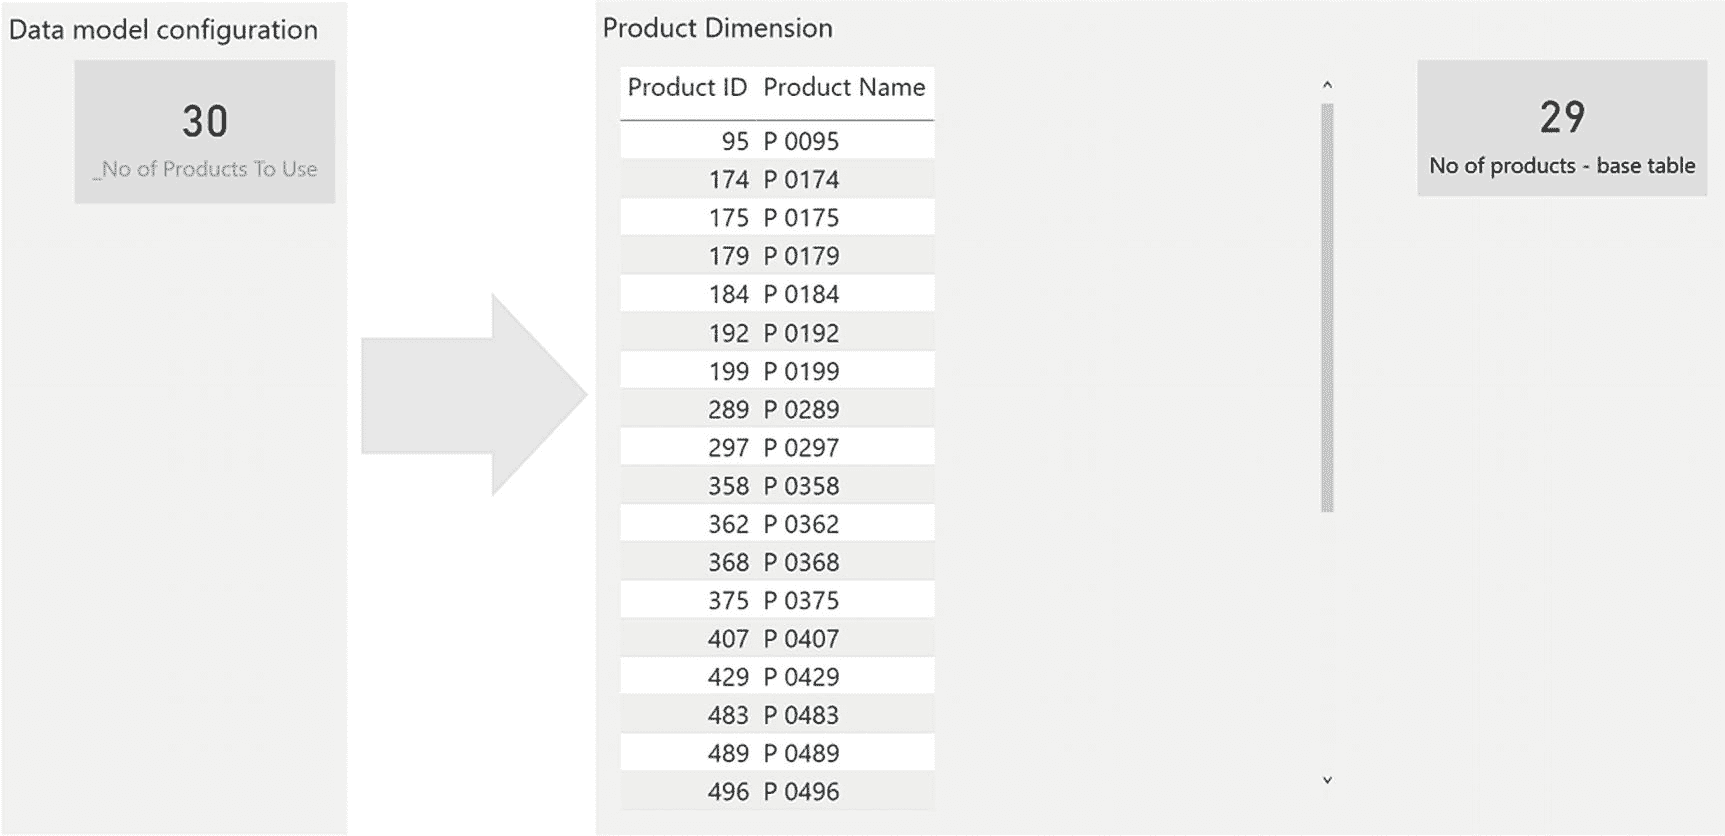 Data model configuration
30
_No of Products To Use
Product Dimension
Product ID Product Name
95 P 0095
174 P 0174
175 P 0175
179 P 0179
184 P 0184
192 P 0192
199 P 0199
289 P 0289
297 P 0297
358 P 0358
362 P 0362
368 P 0368
375 P 0375
407 P 0407
429 P 0429
483 P 0483
489 P 0489
496 P 0496
29
No of products - base table